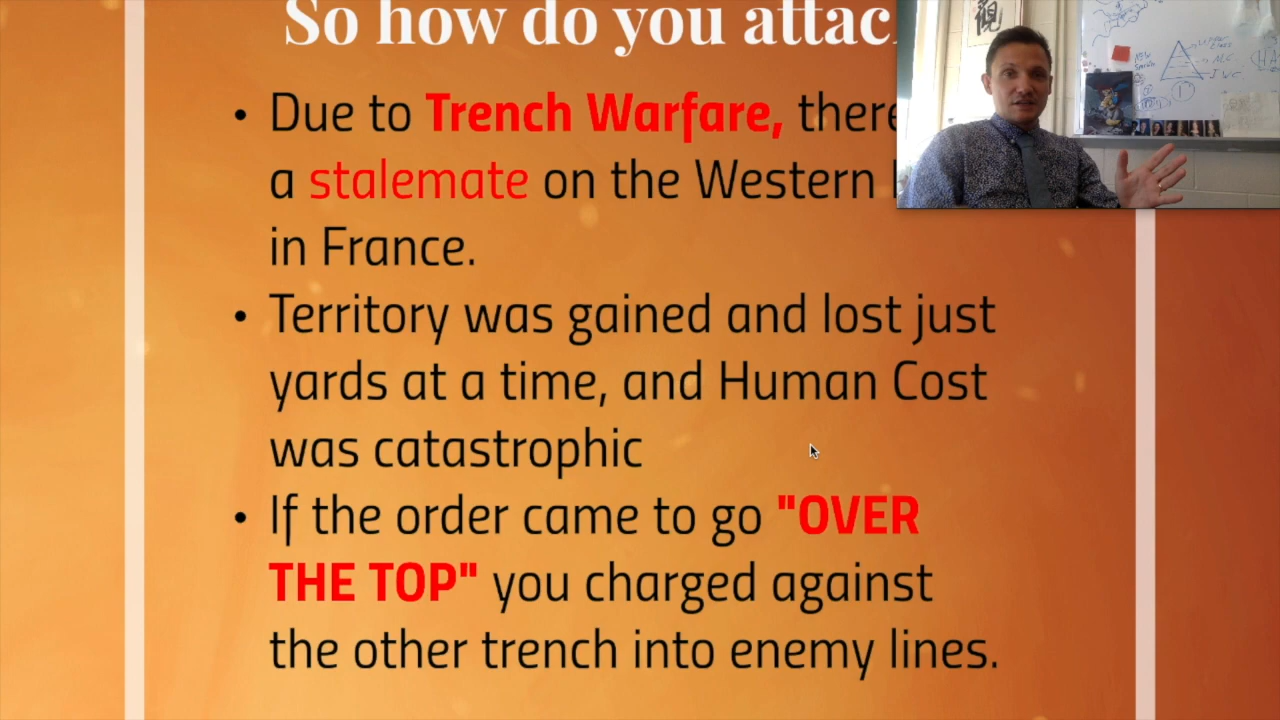 So how do you attac
• Due to Trench Warfare, there
a stalemate on the Western
in France.
• Territory was gained and lost just
yards at a time, and Human Cost
was catastrophic
• If the order came to go "OVER
THE TOP" you charged against
the other trench into enemy lines.
觀